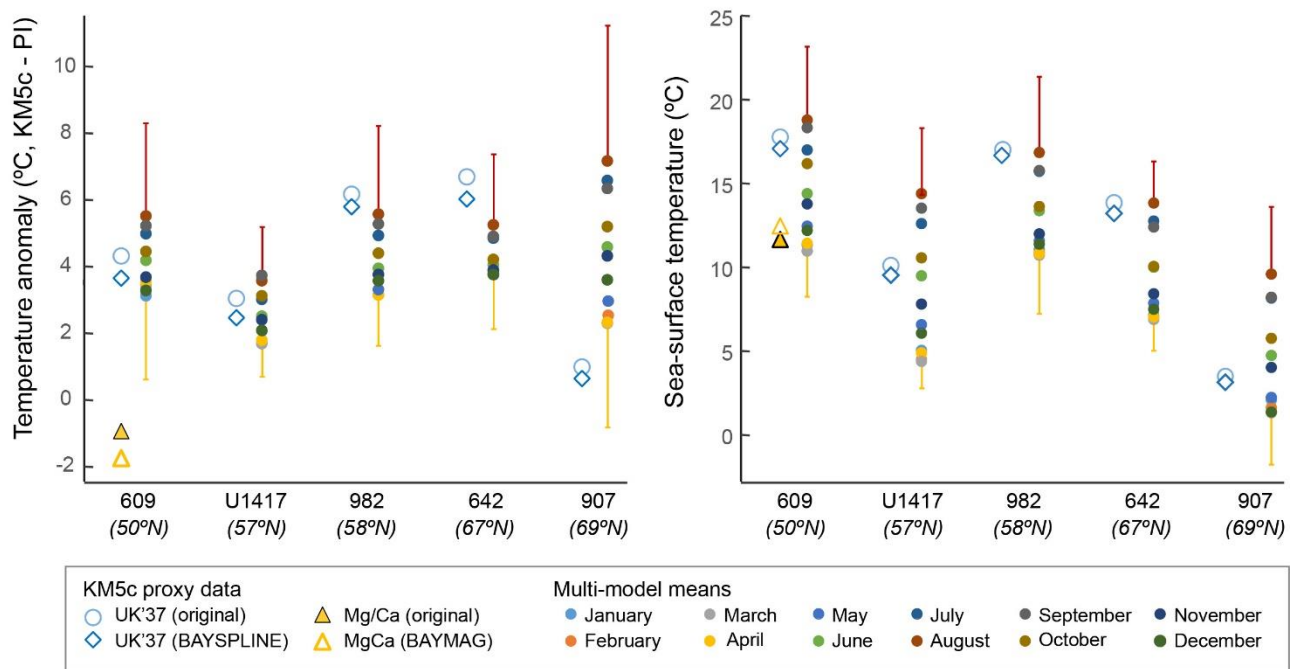 Temperature anomaly (ºC, KM5c - PI)
10
8
6
4
2
0
-2
609
(50ºN)
U1417
(57ºN)
982
(58ºN)
642
(67ºN)
907
(69ºN)
Sea-surface temperature (ºC)
25
20
15
10
5
0
609
(50ºN)
U1417
(57ºN)
982
(58ºN)
642
(67ºN)
907
(69ºN)
KM5c proxy data
UK'37 (original)
UK'37 (BAYSPLINE)
Mg/Ca (original)
MgCa (BAYMAG)
Multi-model means
January
February
March
April
May
June
July
August
September
October
November
December